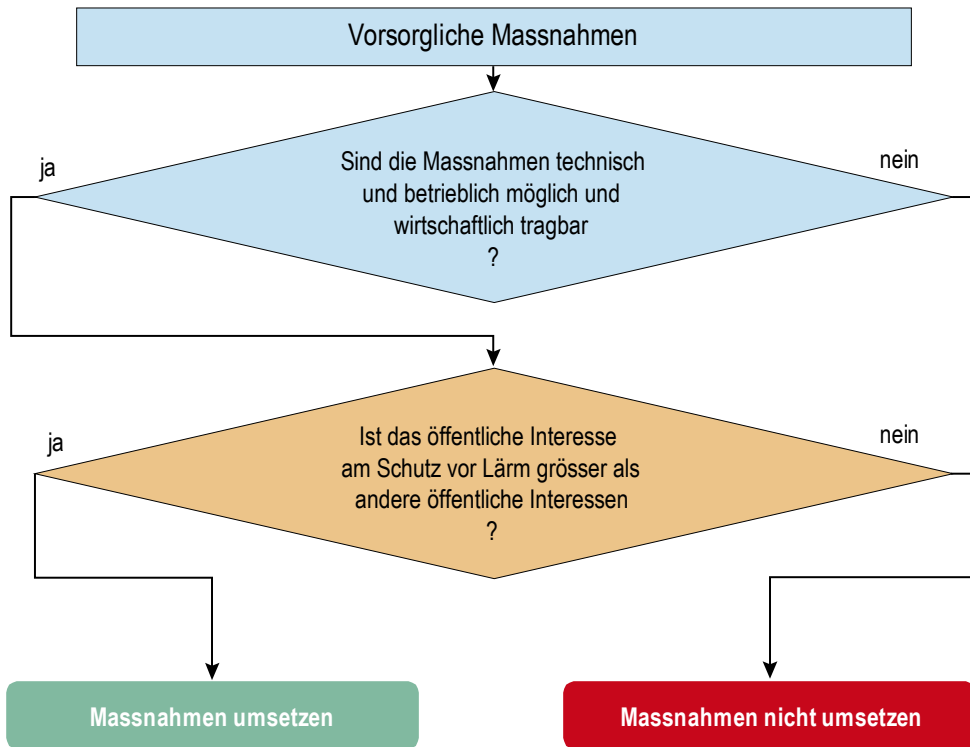 Vorsorgliche Massnahmen
ja
nein
Sind die Massnahmen technisch
und betrieblich möglich und
wirtschaftlich tragbar
?
ja
nein
Ist das öffentliche Interesse
am Schutz vor Lärm grösser als
andere öffentliche Interessen
?
Massnahmen umsetzen
Massnahmen nicht umsetzen